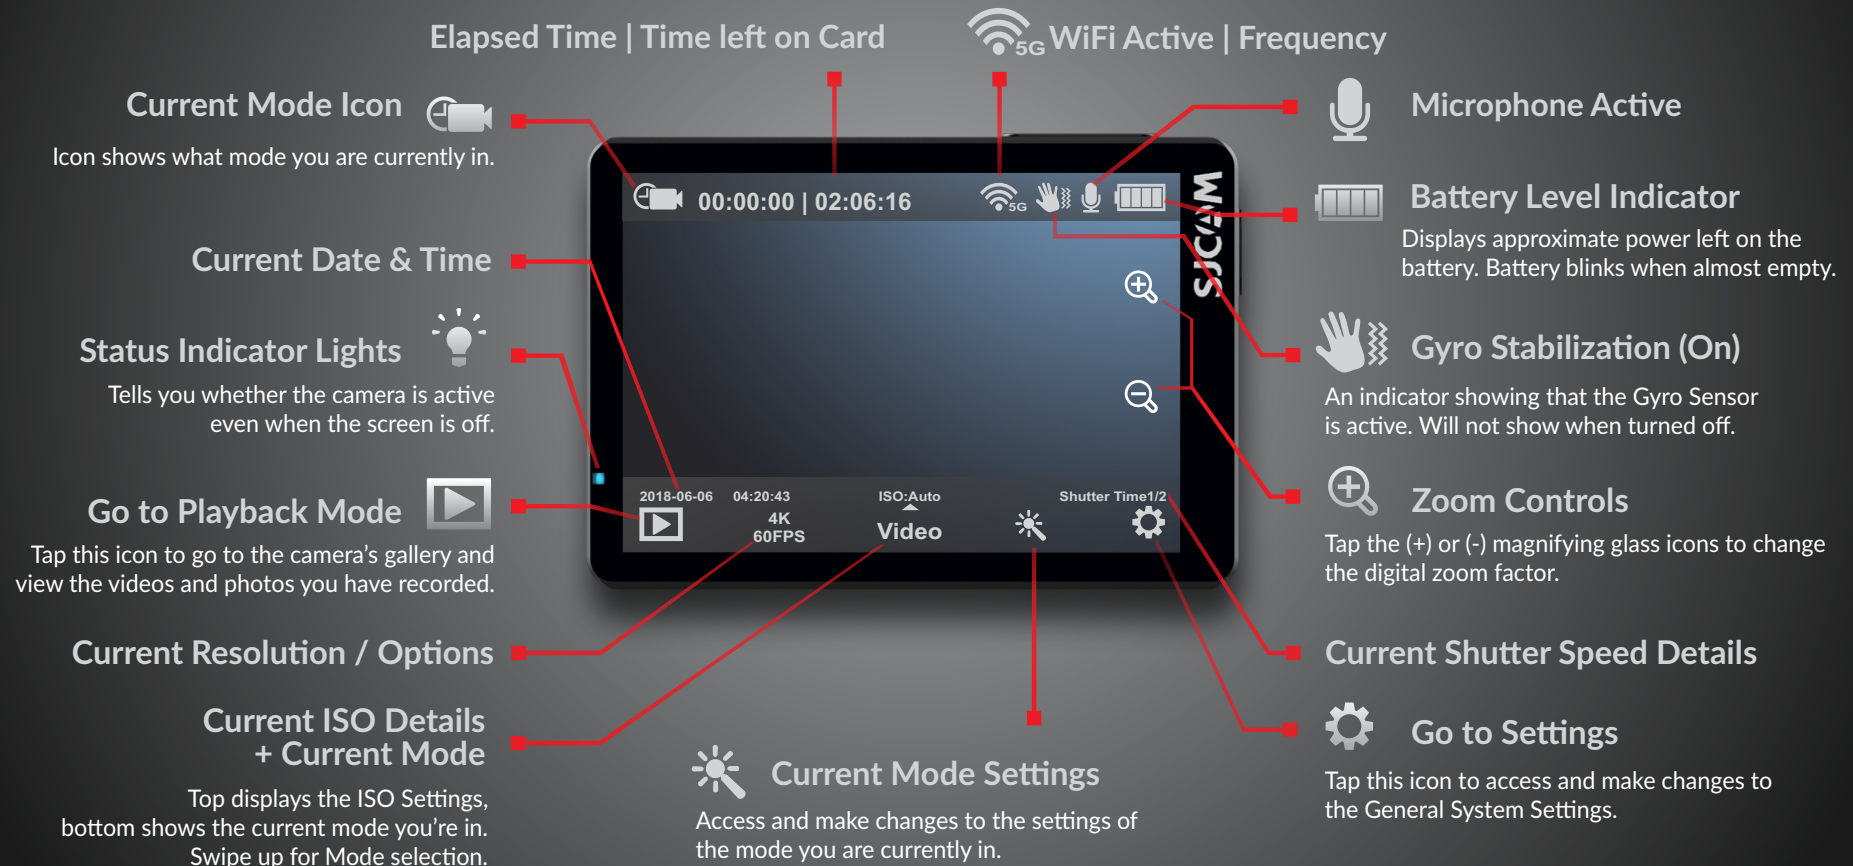 Elapsed Time | Time left on Card
5G WiFi Active | Frequency
Current Mode Icon
Icon shows what mode you are currently in.
Current Date & Time
Status Indicator Lights
Tells you whether the camera is active
even when the screen is off.
Go to Playback Mode
Tap this icon to go to the camera's gallery and
view the videos and photos you have recorded.
Current Resolution / Options
Current ISO Details
+ Current Mode
Top displays the ISO Settings,
bottom shows the current mode you're in.
Swipe up for Mode selection.
00:00:00 | 02:06:16
5G
SJCAM
2018-06-06 04:20:43
ISO:Auto
Shutter Time1/2
4K
60FPS
Video
Current Mode Settings
Access and make changes to the settings of
the mode you are currently in.
Microphone Active
Battery Level Indicator
Displays approximate power left on the
battery. Battery blinks when almost empty.
Gyro Stabilization (On)
An indicator showing that the Gyro Sensor
is active. Will not show when turned off.
Zoom Controls
Tap the (+) or (-) magnifying glass icons to change
the digital zoom factor.
Current Shutter Speed Details
Go to Settings
Tap this icon to access and make changes to
the General System Settings.